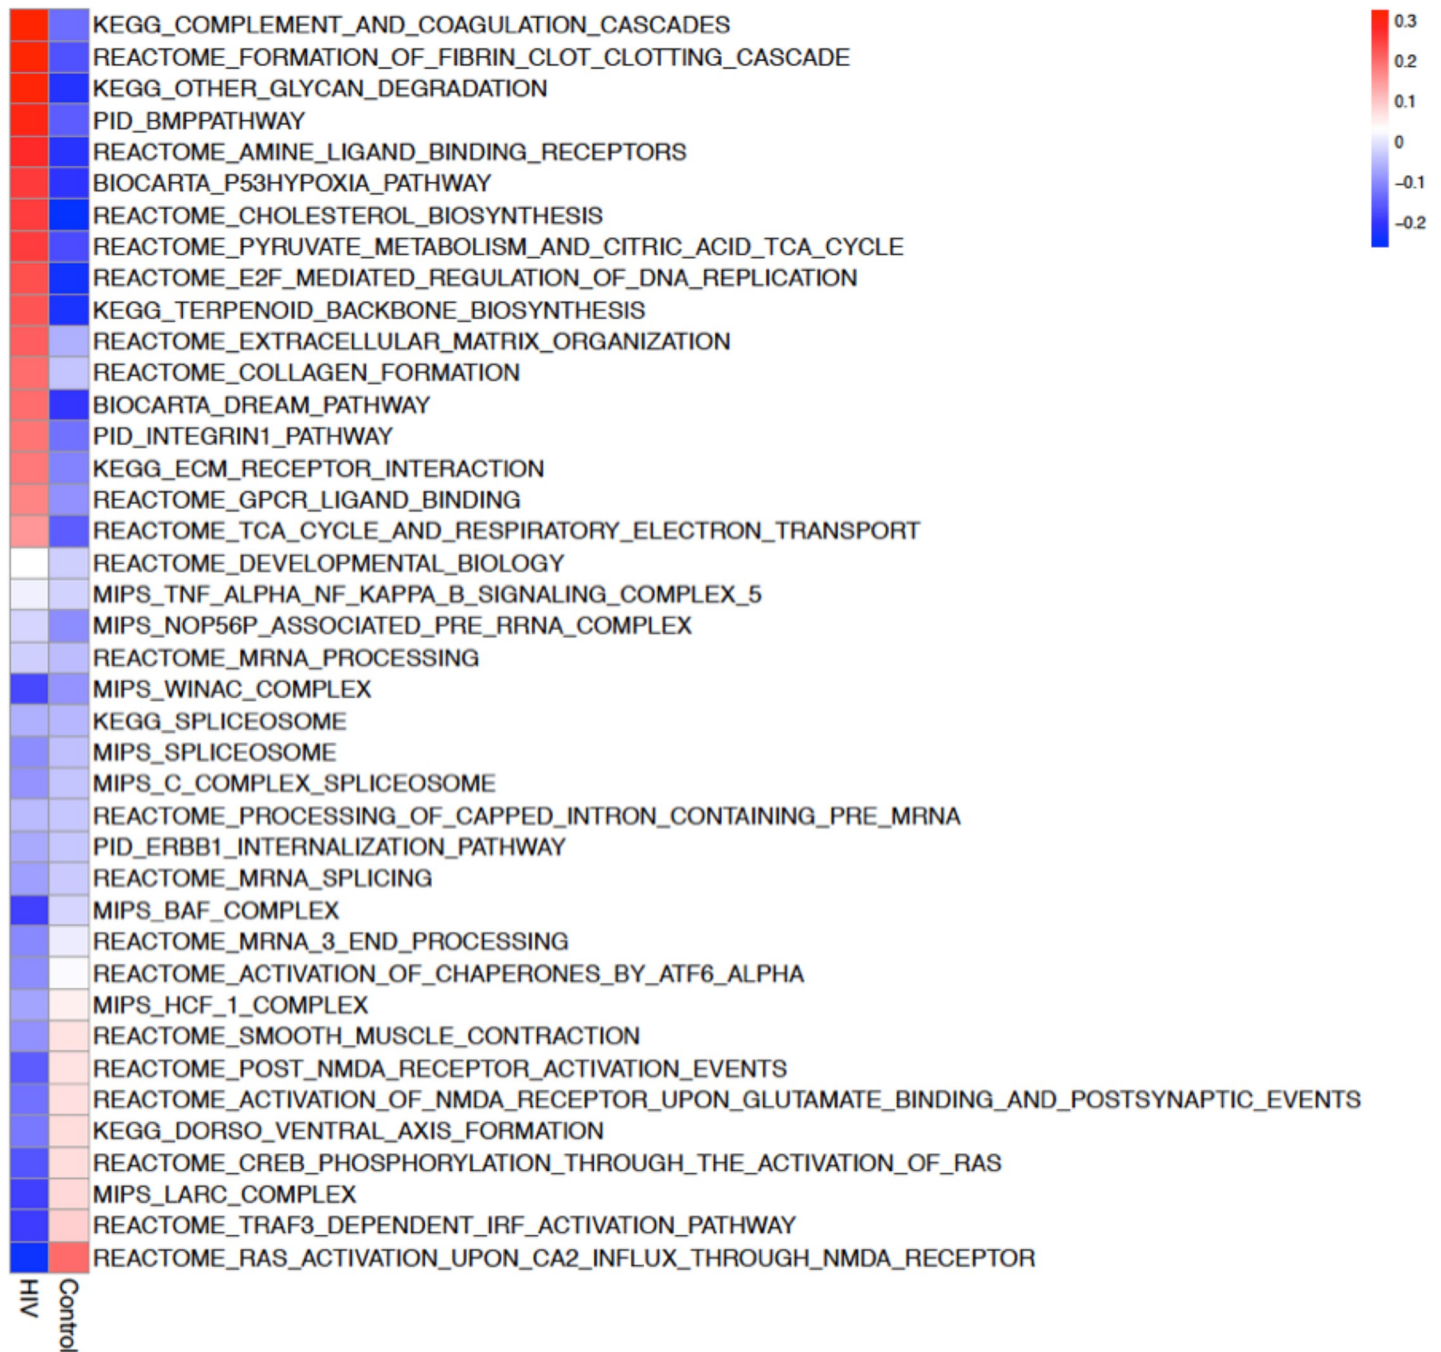 KEGG_COMPLEMENT_AND_COAGULATION_CASCADES
REACTOME_FORMATION_OF_FIBRIN_CLOT_CLOTTING_CASCADE
KEGG_OTHER_GLYCAN_DEGRADATION
PID_BMPPATHWAY
REACTOME_AMINE_LIGAND_BINDING_RECEPTORS
BIOCARTA_P53HYPOXIA_PATHWAY
REACTOME_CHOLESTEROL_BIOSYNTHESIS
REACTOME_PYRUVATE_METABOLISM_AND_CITRIC_ACID_TCA_CYCLE
REACTOME_E2F_MEDIATED_REGULATION_OF_DNA_REPLICATION
KEGG_TERPENOID_BACKBONE_BIOSYNTHESIS
REACTOME_EXTRACELLULAR_MATRIX_ORGANIZATION
REACTOME_COLLAGEN_FORMATION
BIOCARTA_DREAM_PATHWAY
PID_INTEGRIN1_PATHWAY
KEGG_ECM_RECEPTOR_INTERACTION
REACTOME_GPCR_LIGAND_BINDING
REACTOME_TCA_CYCLE_AND_RESPIRATORY_ELECTRON_TRANSPORT
REACTOME_DEVELOPMENTAL_BIOLOGY
MIPS_TNF_ALPHA_NF_KAPPA_B_SIGNALING_COMPLEX_5
MIPS_NOP56P_ASSOCIATED_PRE_RRNA_COMPLEX
REACTOME_MRNA_PROCESSING
MIPS_WINAC_COMPLEX
KEGG_SPLICEOSOME
MIPS_SPLICEOSOME
MIPS_C_COMPLEX_SPLICEOSOME
REACTOME_PROCESSING_OF_CAPPED_INTRON_CONTAINING_PRE_MRNA
PID_ERBB1_INTERNALIZATION_PATHWAY
REACTOME_MRNA_SPLICING
MIPS_BAF_COMPLEX
REACTOME_MRNA_3_END_PROCESSING
REACTOME_ACTIVATION_OF_CHAPERONES_BY_ATF6_ALPHA
MIPS_HCF_1_COMPLEX
REACTOME_SMOOTH_MUSCLE_CONTRACTION
REACTOME_POST_NMDA_RECEPTOR_ACTIVATION_EVENTS
REACTOME_ACTIVATION_OF_NMDA_RECEPTOR_UPON_GLUTAMATE_BINDING_AND_POSTSYNAPTIC_EVENTS
KEGG_DORSO_VENTRAL_AXIS_FORMATION
REACTOME_CREB_PHOSPHORYLATION_THROUGH_THE_ACTIVATION_OF_RAS
MIPS_LARC_COMPLEX
REACTOME_TRAF3_DEPENDENT_IRF_ACTIVATION_PATHWAY
REACTOME_RAS_ACTIVATION_UPON_CA2_INFLUX_THROUGH_NMDA_RECEPTOR
HIV
Control
0.3
0.2
0.1
0
−0.1
−0.2